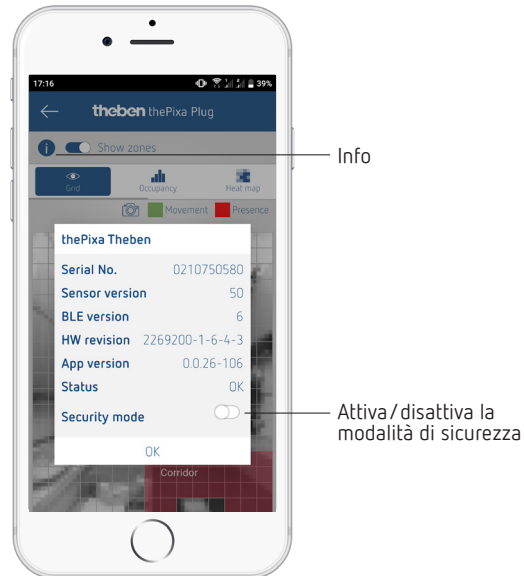 17:16 39%
theben thePixa Plug
i Show zones
Info
Grid Occupancy Heat map
Movement Presence
thePixa Theben
Serial No. 0210750580
Sensor version 50
BLE version 6
HW revision 2269200-1-6-4-3
App version 0.0.26-106
Status OK
Security mode
Attiva/disattiva la
modalità di sicurezza
OK
Corridor